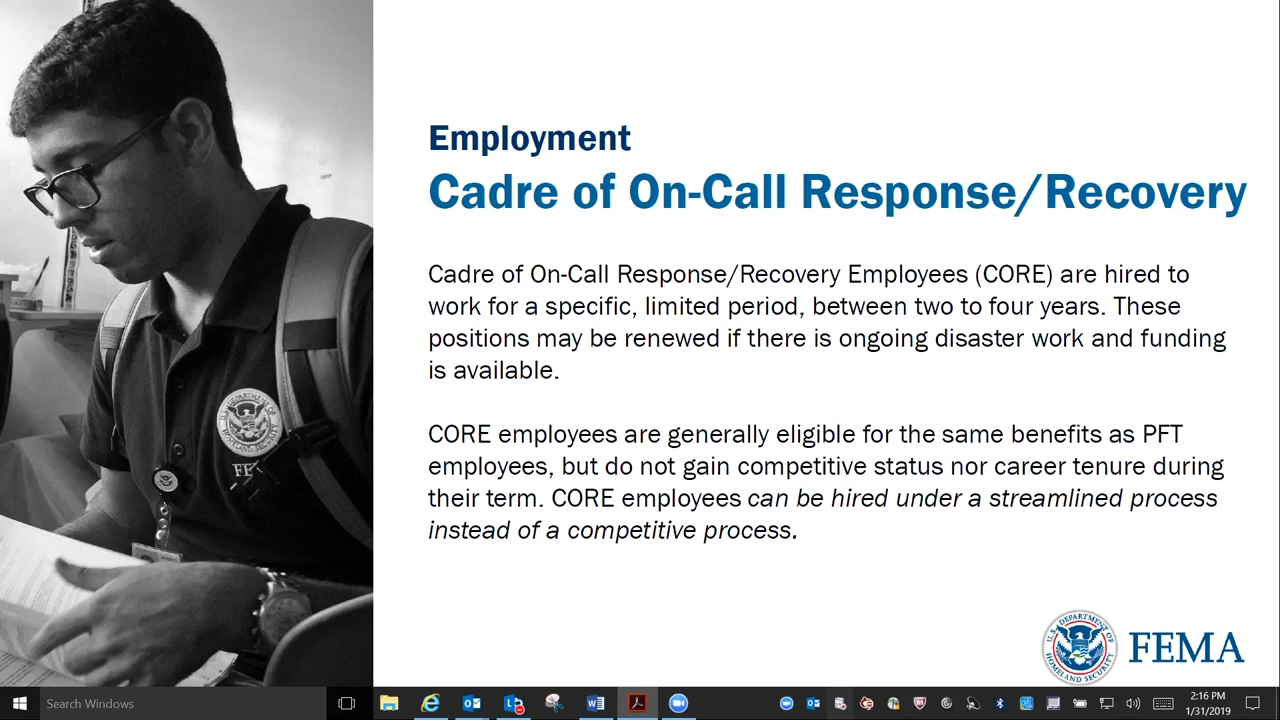 Employment
Cadre of On-Call Response/Recovery
Cadre of On-Call Response/Recovery Employees (CORE) are hired to
work for a specific, limited period, between two to four years. These
positions may be renewed if there is ongoing disaster work and funding
is available.
CORE employees are generally eligible for the same benefits as PFT
employees, but do not gain competitive status nor career tenure during
their term. CORE employees can be hired under a streamlined process
instead of a competitive process.
U.S. DEPARTMENT OF
HOMELAND SECURITY
FEMA
Search Windows
2:16 PM
1/31/2019